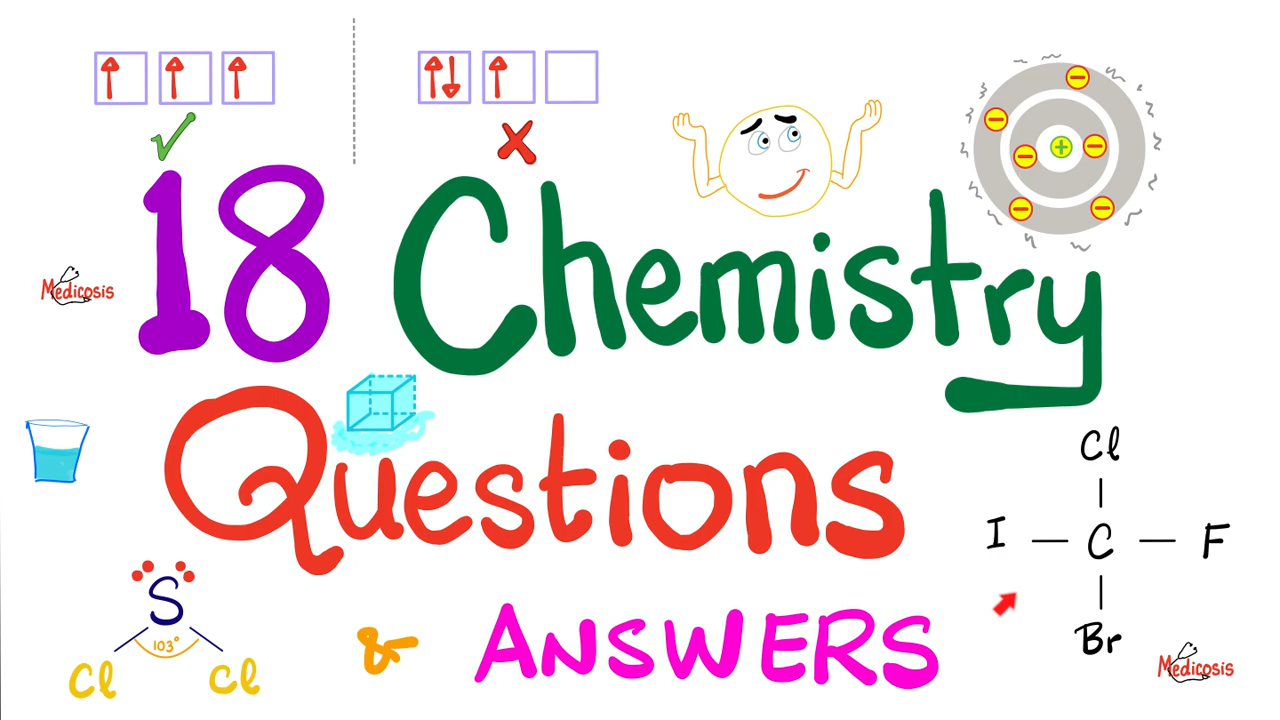 18 Chemistry
Medicosis
Questions
Cl
I — C — F
Br
S
103°
Cl Cl
& ANSWERS
Medicosis